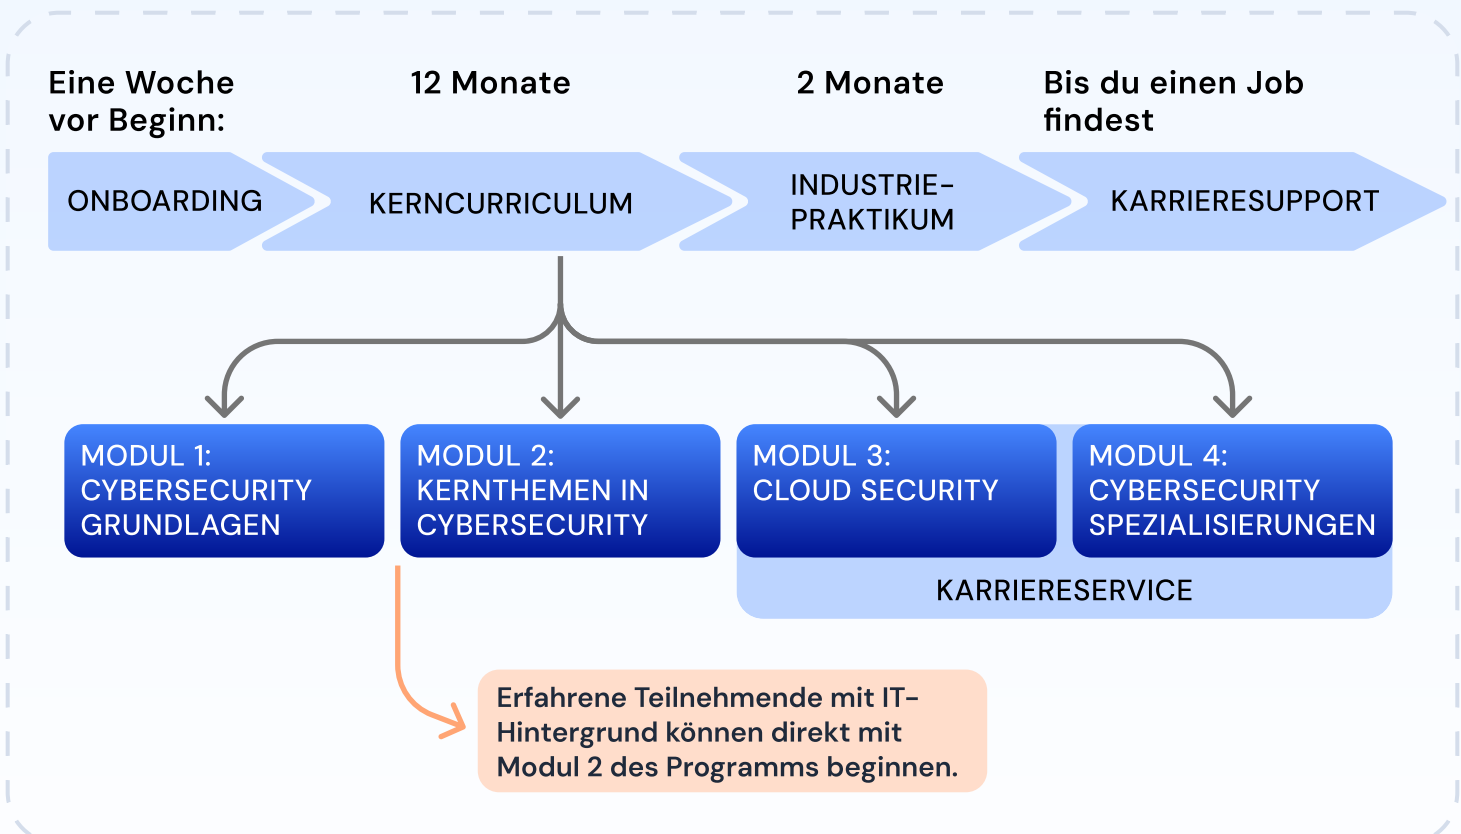 Eine Woche
vor Beginn:
12 Monate
2 Monate
Bis du einen Job
findest
ONBOARDING
KERNCURRICULUM
INDUSTRIE-
PRAKTIKUM
KARRIERESUPPORT
MODUL 1:
CYBERSECURITY
GRUNDLAGEN
MODUL 2:
KERNTHEMEN IN
CYBERSECURITY
MODUL 3:
CLOUD SECURITY
MODUL 4:
CYBERSECURITY
SPEZIALISIERUNGEN
KARRIERESERVICE
Erfahrene Teilnehmende mit IT-
Hintergrund können direkt mit
Modul 2 des Programms beginnen.